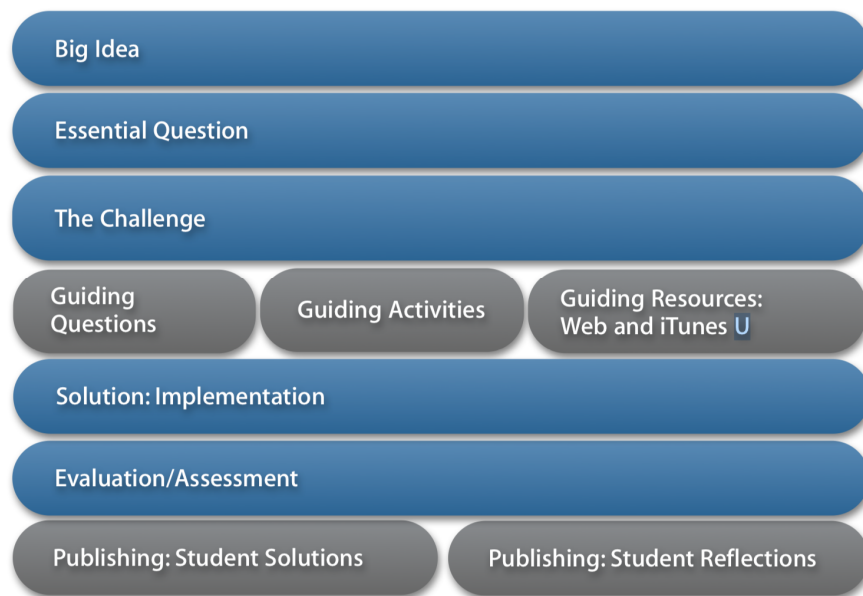 Big Idea
Essential Question
The Challenge
Guiding
Questions
Guiding Activities
Guiding Resources:
Web and iTunes U
Solution: Implementation
Evaluation/Assessment
Publishing: Student Solutions
Publishing: Student Reflections